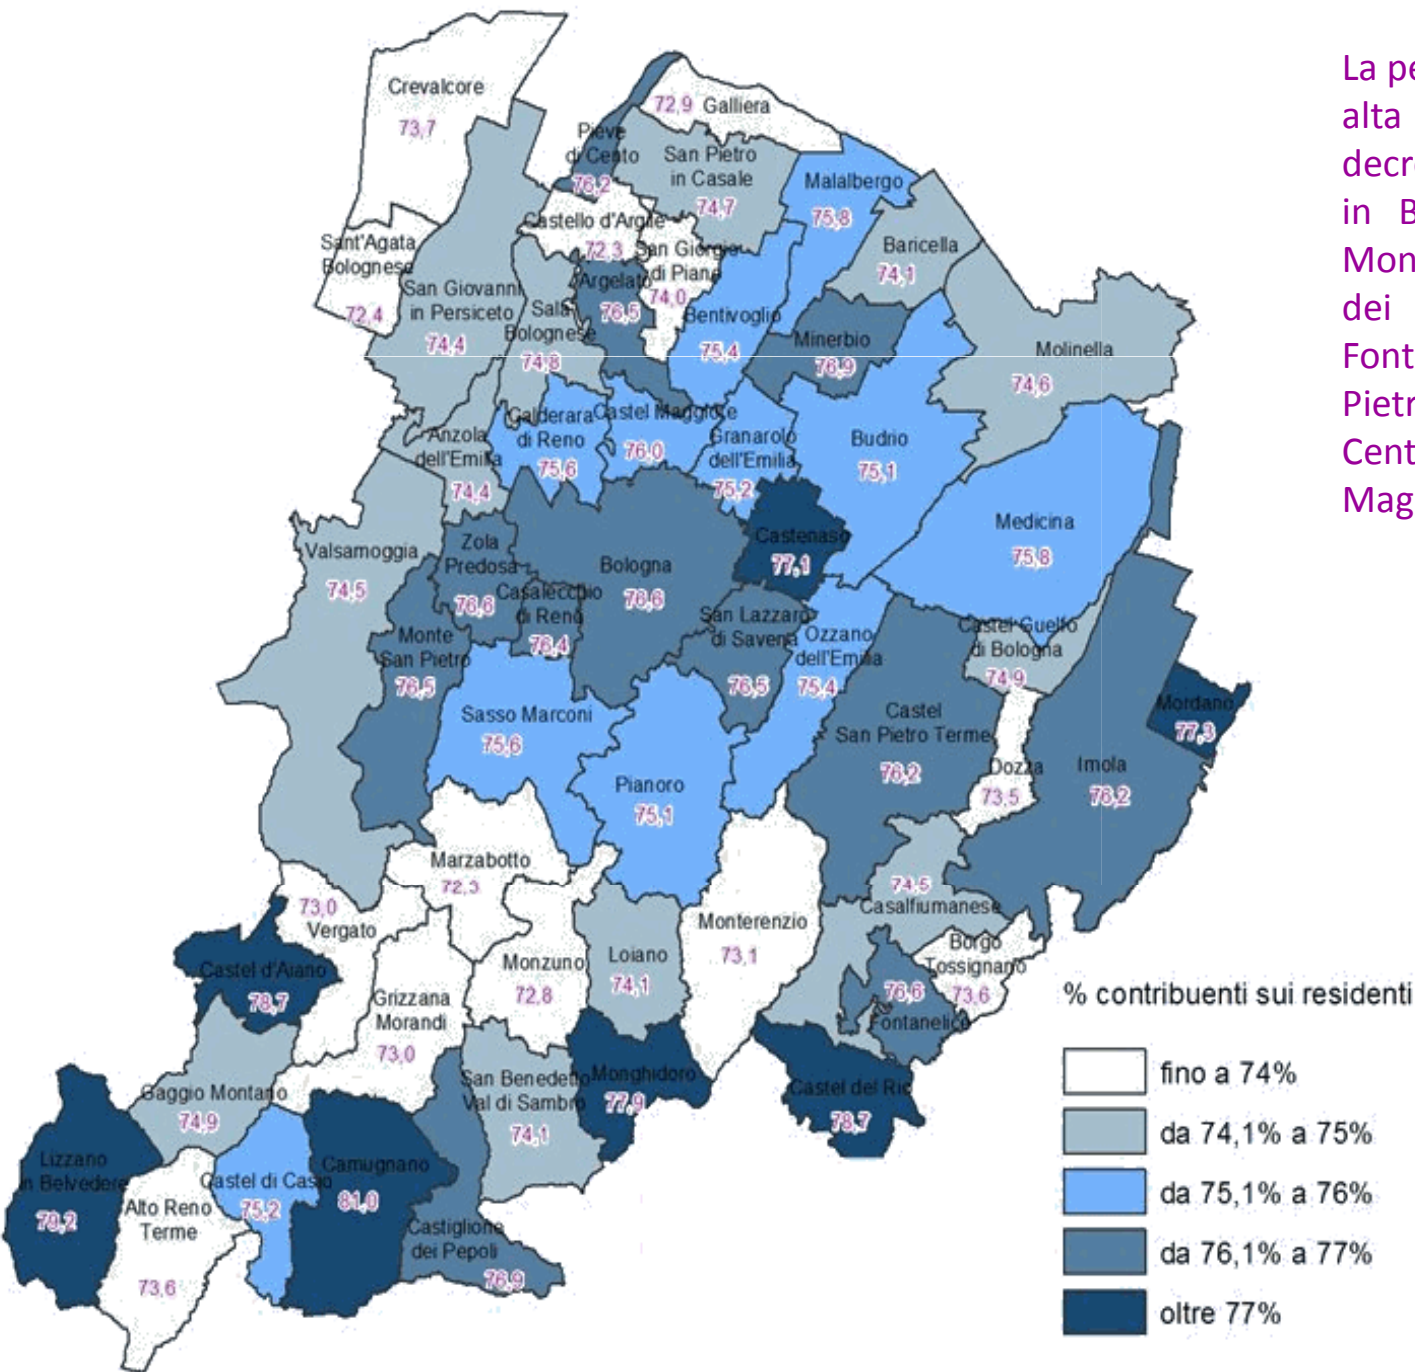 Crevalcore
73,7
72,9 Galliera
Pieve
di Cento
76,2
San Pietro
in Casale
74,7
Malalbergo
75,8
Castello d'Argile
72,3
San Giorgio
di Piano
74,0
Baricella
74,1
Sant'Agata
Bolognese
72,4
San Giovanni
in Persiceto
74,4
Sala
Bolognese
74,8
Argelato
76,5
Bentivoglio
75,4
Minerbio
76,9
Molinella
74,6
Anzola
dell'Emilia
74,4
Calderara
di Reno
75,6
Castel Maggiore
76,0
Granarolo
dell'Emilia
75,2
Budrio
75,1
Medicina
75,8
Castenaso
77,1
Valsamoggia
74,5
Zola
Predosa
76,6
Casalecchio
di Reno
76,4
Bologna
76,6
San Lazzaro
di Savena
76,5
Ozzano
dell'Emilia
75,4
Castel Guelfo
di Bologna
74,9
Monte
San Pietro
76,5
Sasso Marconi
75,6
Pianoro
75,1
Castel
San Pietro Terme
76,2
Dozza
73,5
Imola
76,2
Mordano
77,3
Marzabotto
72,3
73,0
Vergato
74,5
Casalfiumanese
Monterenzio
73,1
Loiano
74,1
Monzuno
72,8
Borgo
Tossignano
73,6
76,6
Fontanelice
Castel d'Aiano
78,7
Grizzana
Morandi
73,0
Gaggio Montano
74,9
San Benedetto
Val di Sambro
74,1
Monghidoro
77,9
Castel del Rio
78,7
Lizzano
in Belvedere
79,2
Alto Reno
Terme
73,6
Castel di Casio
75,2
Camugnano
81,0
Castiglione
dei Pepoli
76,9
La pe
alta
decre
in B
Mon
dei
Font
Pietr
Cent
Mag
% contribuenti sui residenti
fino a 74%
da 74,1% a 75%
da 75,1% a 76%
da 76,1% a 77%
oltre 77%